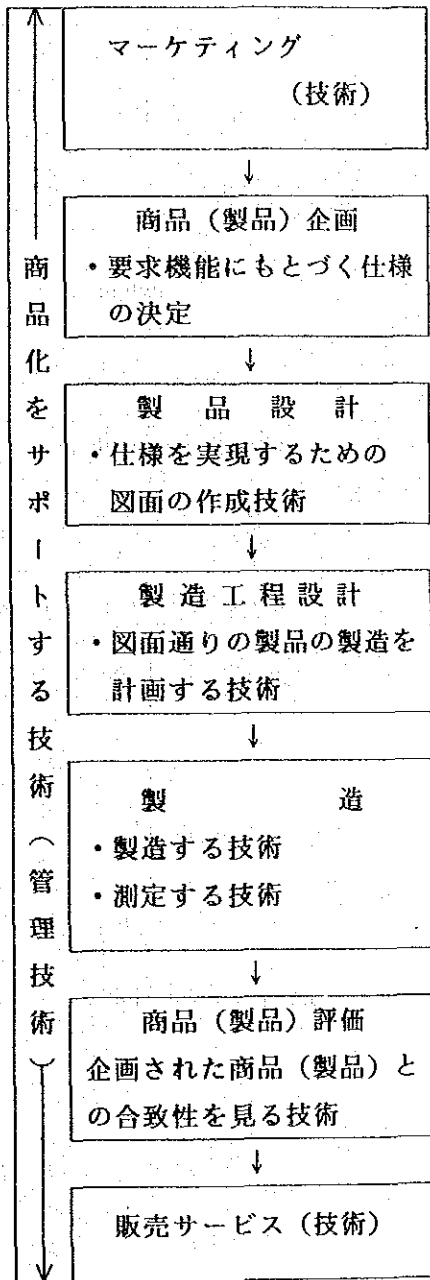 マーケティング
(技術)
↓
商品(製品)企画
・要求機能にもとづく仕様
の決定
↓
製品設計
・仕様を実現するための
図面の作成技術
↓
製造工程設計
・図面通りの製品の製造を
計画する技術
↓
製造
・製造する技術
・測定する技術
↓
商品(製品)評価
企画された商品(製品)と
の合致性を見る技術
↓
販売サービス(技術)
商品化をサポートする技術(管理技術)